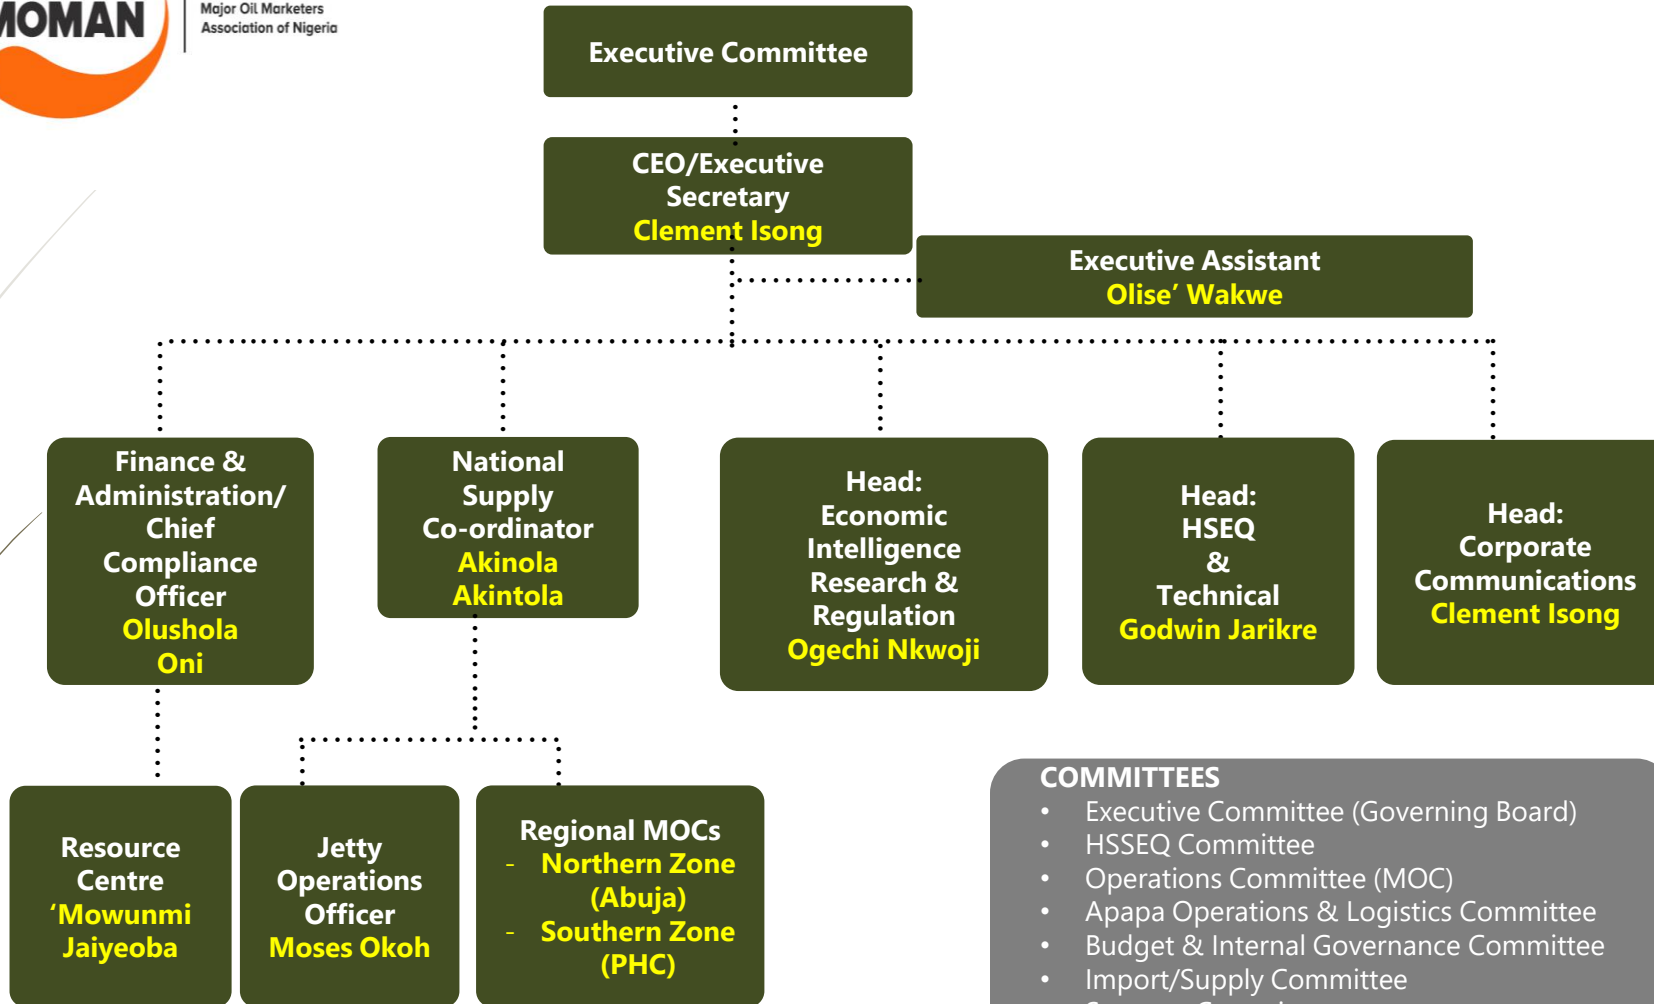 MOMAN
Major Oil Marketers
Association of Nigeria
Executive Committee
CEO/Executive
Secretary
Clement Isong
Executive Assistant
Olise’ Wakwe
Finance &
Administration/
Chief
Compliance
Officer
Olushola
Oni
National
Supply
Co-ordinator
Akinola
Akintola
Head:
Economic
Intelligence
Research &
Regulation
Ogechi Nkwoji
Head:
HSEQ
&
Technical
Godwin Jarikre
Head:
Corporate
Communications
Clement Isong
Resource
Centre
‘Mowunmi
Jaiyeoba
Jetty
Operations
Officer
Moses Okoh
Regional MOCs
- Northern Zone
(Abuja)
- Southern Zone
(PHC)
COMMITTEES
• Executive Committee (Governing Board)
• HSSEQ Committee
• Operations Committee (MOC)
• Apapa Operations & Logistics Committee
• Budget & Internal Governance Committee
• Import/Supply Committee